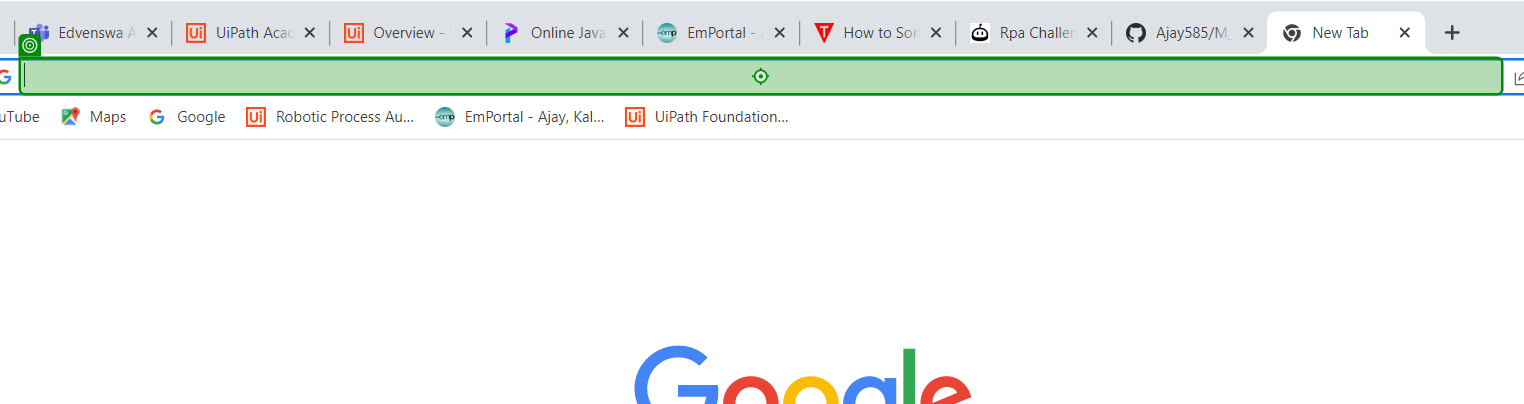 Edvenswa A UiPath Acad Overview - Online Java EmPortal - A How to Sor Rpa Challer Ajay585/M_ New Tab
uTube Maps Google Robotic Process Au... EmPortal - Ajay, Kal... UiPath Foundation...
Google